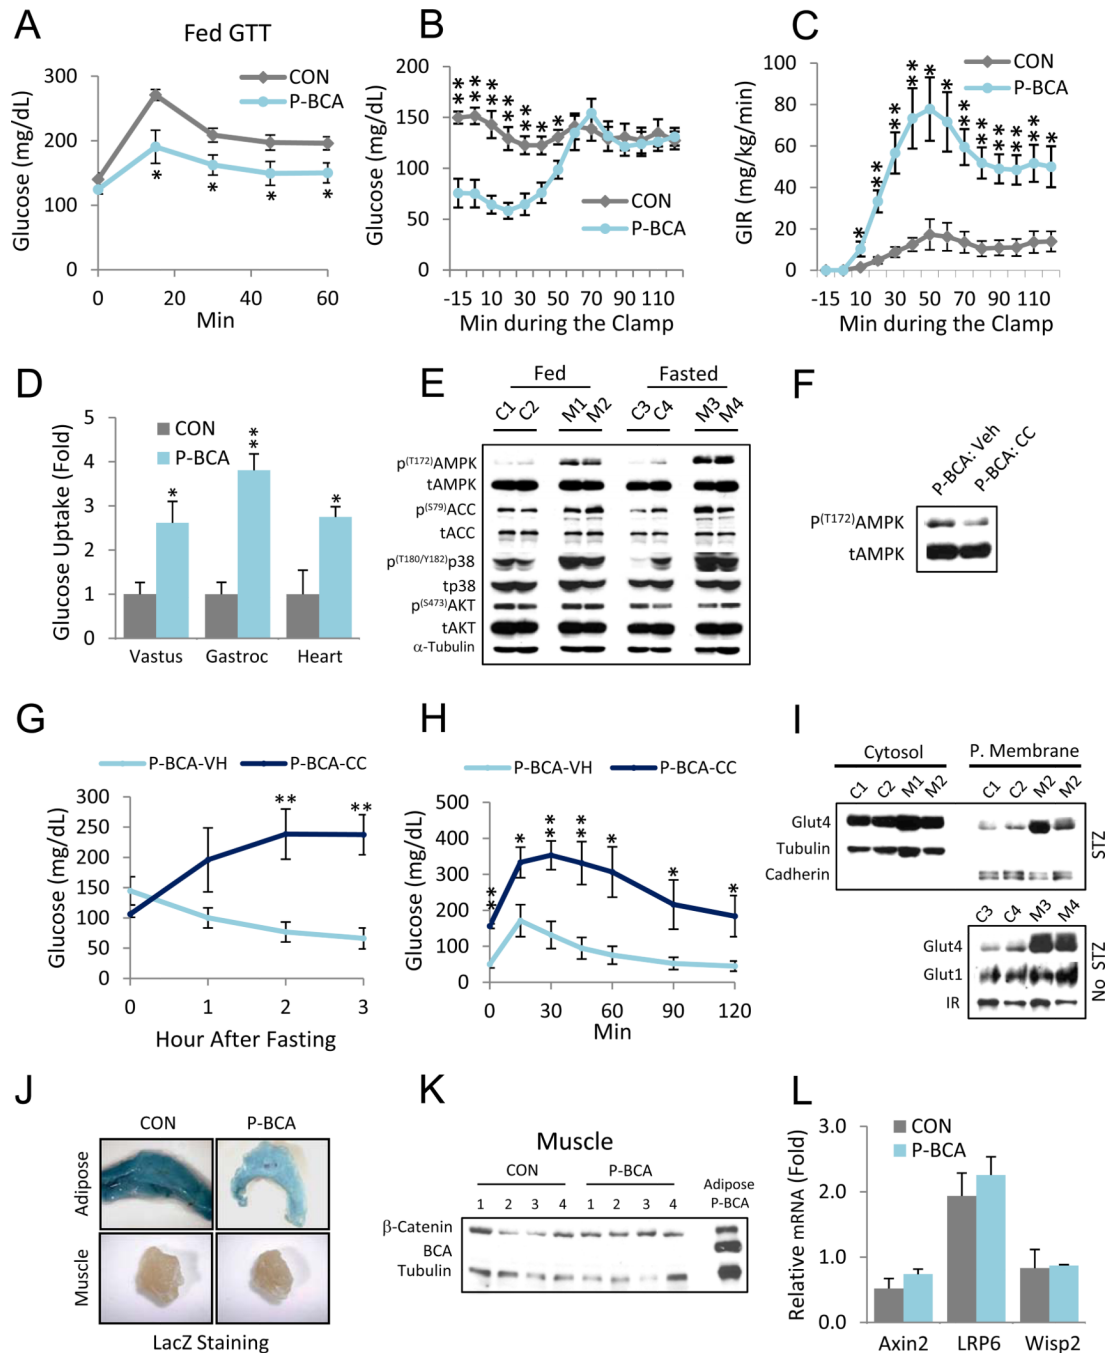 A
Fed GTT
Glucose (mg/dL)
300
200
100
0
0 20 40 60
Min
CON
P-BCA
* * * *
B
Glucose (mg/dL)
200
150
100
50
0
-15 10 30 50 70 90 110
Min during the Clamp
CON
P-BCA
** ** ** ** ** * *
C
GIR (mg/kg/min)
100
80
60
40
20
0
-15 10 30 50 70 90 110
Min during the Clamp
CON
P-BCA
* ** ** ** * * ** ** ** ** ** *
D
Glucose Uptake (Fold)
5
4
3
2
1
0
CON
P-BCA
* ** *
Vastus Gastroc Heart
E
Fed Fasted
C1 C2 M1 M2 C3 C4 M3 M4
p(T172)AMPK
tAMPK
p(S79)ACC
tACC
p(T180/Y182)p38
tp38
p(S473)AKT
tAKT
α-Tubulin
F
P-BCA: Veh
P-BCA: CC
P(T172)AMPK
tAMPK
G
P-BCA-VH P-BCA-CC
Glucose (mg/dL)
300
250
200
150
100
50
0
** **
0 1 2 3
Hour After Fasting
H
P-BCA-VH P-BCA-CC
Glucose (mg/dL)
500
400
300
200
100
0
** * ** ** * * *
0 30 60 90 120
Min
I
Cytosol P. Membrane
C1 C2 M1 M2 C1 C2 M2 M2
Glut4
Tubulin
Cadherin
STZ
C3 C4 M3 M4
Glut4
Glut1
IR
No STZ
J
CON P-BCA
Adipose
Muscle
LacZ Staining
K
Muscle
CON P-BCA
Adipose
P-BCA
1 2 3 4 1 2 3 4
β-Catenin
BCA
Tubulin
L
Relative mRNA (Fold)
3.0
2.0
1.0
0.0
CON
P-BCA
Axin2 LRP6 Wisp2